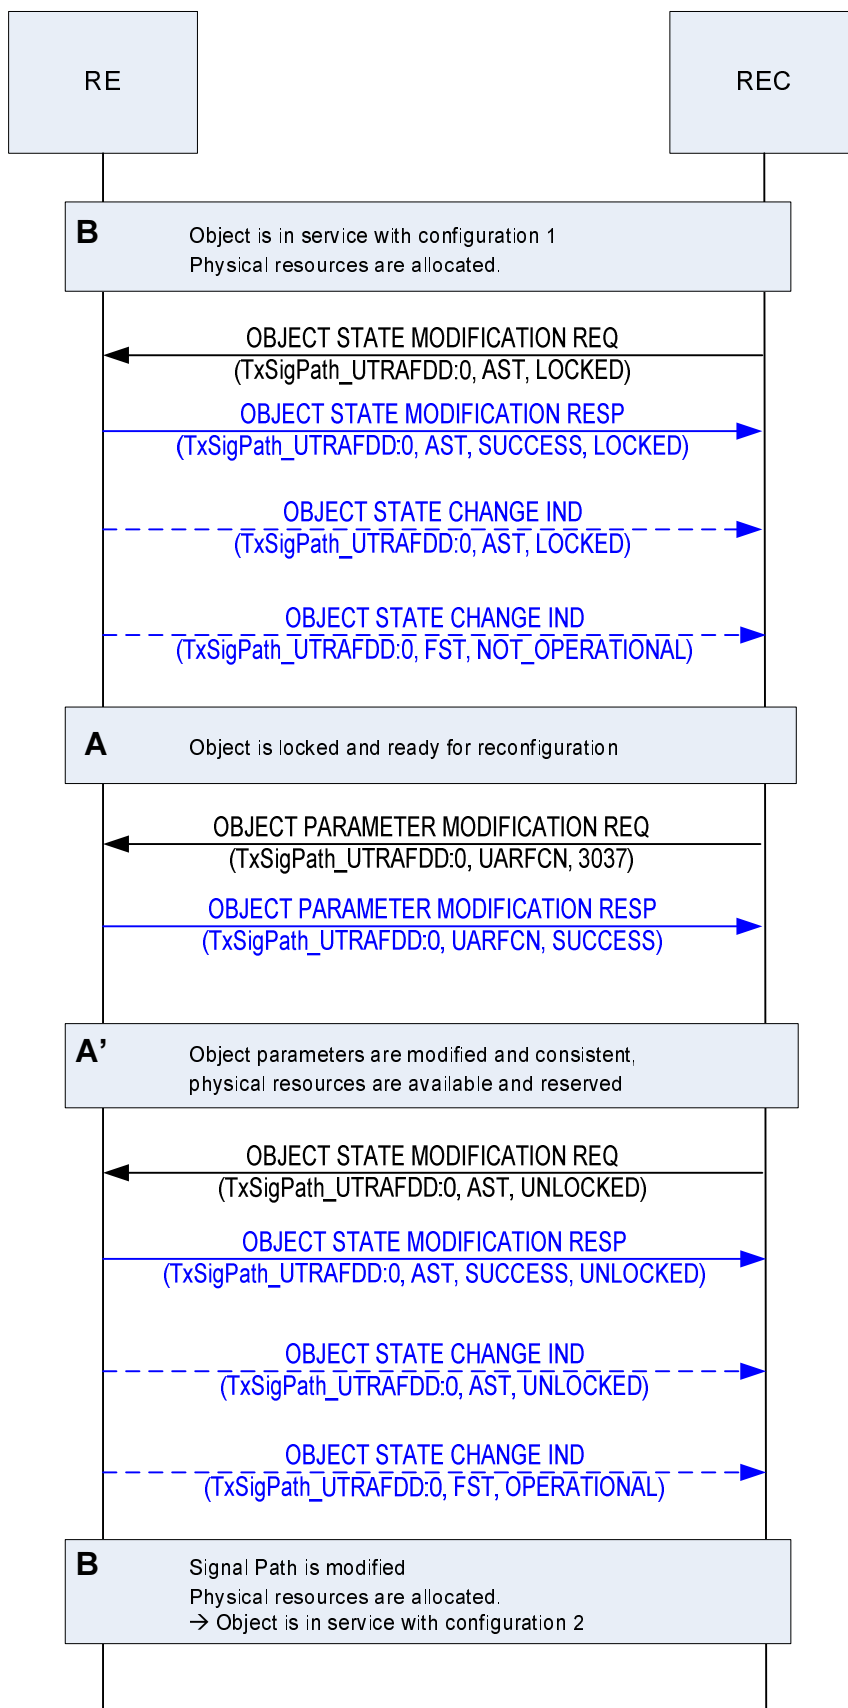 RE
REC
B
Object is in service with configuration 1
Physical resources are allocated.
OBJECT STATE MODIFICATION REQ
(TxSigPath_UTRAFDD:0, AST, LOCKED)
OBJECT STATE MODIFICATION RESP
(TxSigPath_UTRAFDD:0, AST, SUCCESS, LOCKED)
OBJECT STATE CHANGE IND
(TxSigPath_UTRAFDD:0, AST, LOCKED)
OBJECT STATE CHANGE IND
(TxSigPath_UTRAFDD:0, FST, NOT_OPERATIONAL)
A
Object is locked and ready for reconfiguration
OBJECT PARAMETER MODIFICATION REQ
(TxSigPath_UTRAFDD:0, UARFCN, 3037)
OBJECT PARAMETER MODIFICATION RESP
(TxSigPath_UTRAFDD:0, UARFCN, SUCCESS)
A’
Object parameters are modified and consistent,
physical resources are available and reserved
OBJECT STATE MODIFICATION REQ
(TxSigPath_UTRAFDD:0, AST, UNLOCKED)
OBJECT STATE MODIFICATION RESP
(TxSigPath_UTRAFDD:0, AST, SUCCESS, UNLOCKED)
OBJECT STATE CHANGE IND
(TxSigPath_UTRAFDD:0, AST, UNLOCKED)
OBJECT STATE CHANGE IND
(TxSigPath_UTRAFDD:0, FST, OPERATIONAL)
B
Signal Path is modified
Physical resources are allocated.
→ Object is in service with configuration 2